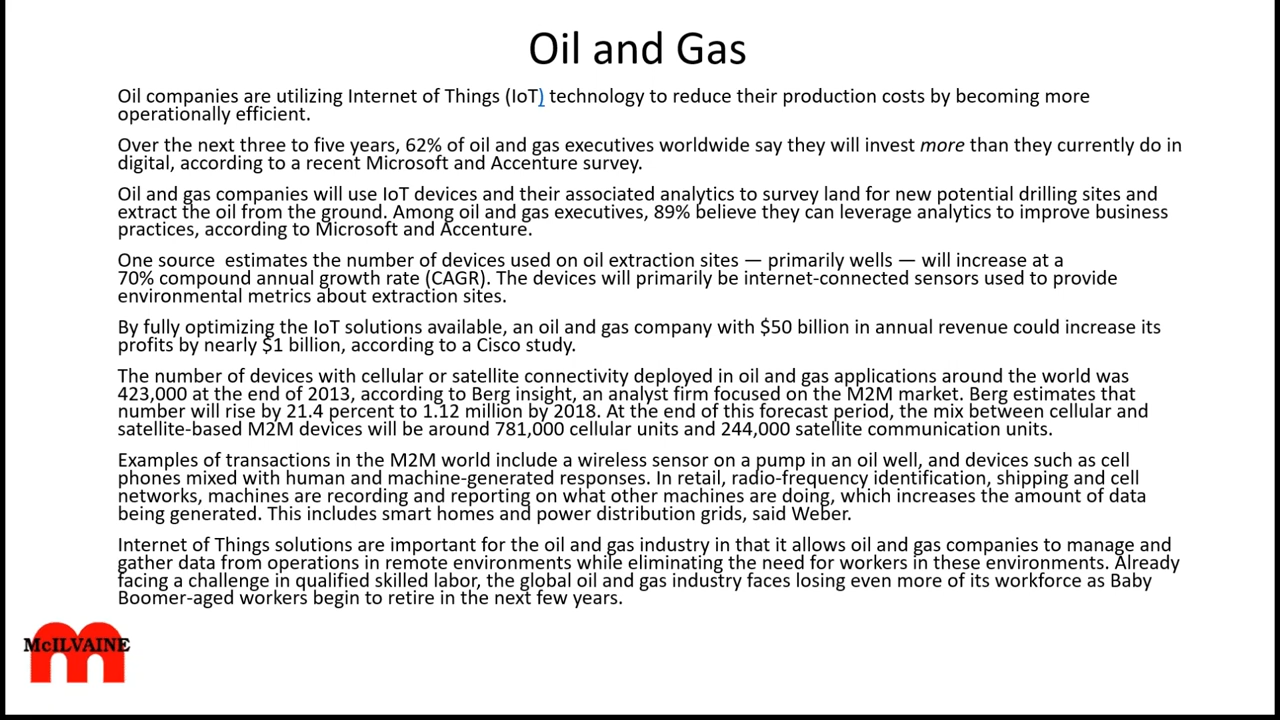 Oil and Gas
Oil companies are utilizing Internet of Things (IoT) technology to reduce their production costs by becoming more
operationally efficient.
Over the next three to five years, 62% of oil and gas executives worldwide say they will invest more than they currently do in
digital, according to a recent Microsoft and Accenture survey.
Oil and gas companies will use IoT devices and their associated analytics to survey land for new potential drilling sites and
extract the oil from the ground. Among oil and gas executives, 89% believe they can leverage analytics to improve business
practices, according to Microsoft and Accenture.
One source  estimates the number of devices used on oil extraction sites — primarily wells — will increase at a
70% compound annual growth rate (CAGR). The devices will primarily be internet-connected sensors used to provide
environmental metrics about extraction sites.
By fully optimizing the IoT solutions available, an oil and gas company with $50 billion in annual revenue could increase its
profits by nearly $1 billion, according to a Cisco study.
The number of devices with cellular or satellite connectivity deployed in oil and gas applications around the world was
423,000 at the end of 2013, according to Berg insight, an analyst firm focused on the M2M market. Berg estimates that
number will rise by 21.4 percent to 1.12 million by 2018. At the end of this forecast period, the mix between cellular and
satellite-based M2M devices will be around 781,000 cellular units and 244,000 satellite communication units.
Examples of transactions in the M2M world include a wireless sensor on a pump in an oil well, and devices such as cell
phones mixed with human and machine-generated responses. In retail, radio-frequency identification, shipping and cell
networks, machines are recording and reporting on what other machines are doing, which increases the amount of data
being generated. This includes smart homes and power distribution grids, said Weber.
Internet of Things solutions are important for the oil and gas industry in that it allows oil and gas companies to manage and
gather data from operations in remote environments while eliminating the need for workers in these environments. Already
facing a challenge in qualified skilled labor, the global oil and gas industry faces losing even more of its workforce as Baby
Boomer-aged workers begin to retire in the next few years.
McILVAINE